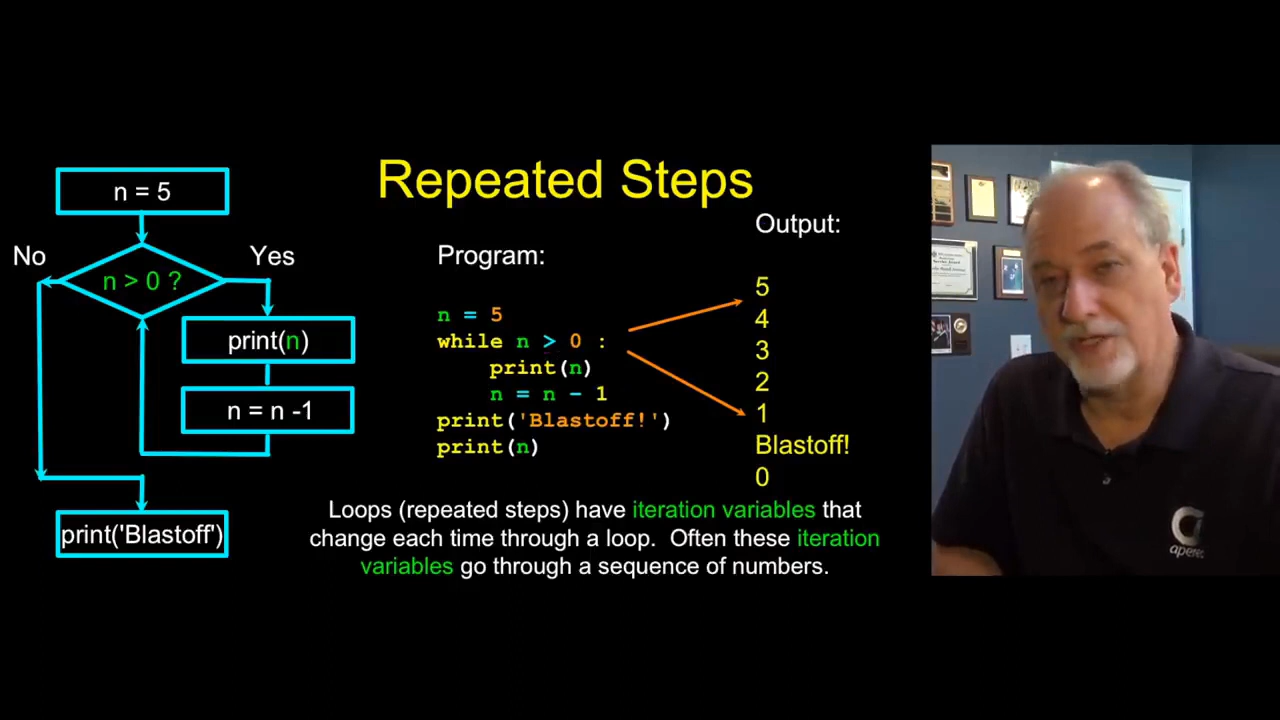 Repeated Steps
n = 5
No
Yes
n > 0 ?
print(n)
n = n -1
print('Blastoff')
Program:
n = 5
while n > 0 :
    print(n)
    n = n - 1
print('Blastoff!')
print(n)
Output:
5
4
3
2
1
Blastoff!
0
Loops (repeated steps) have iteration variables that
change each time through a loop.  Often these iteration
variables go through a sequence of numbers.